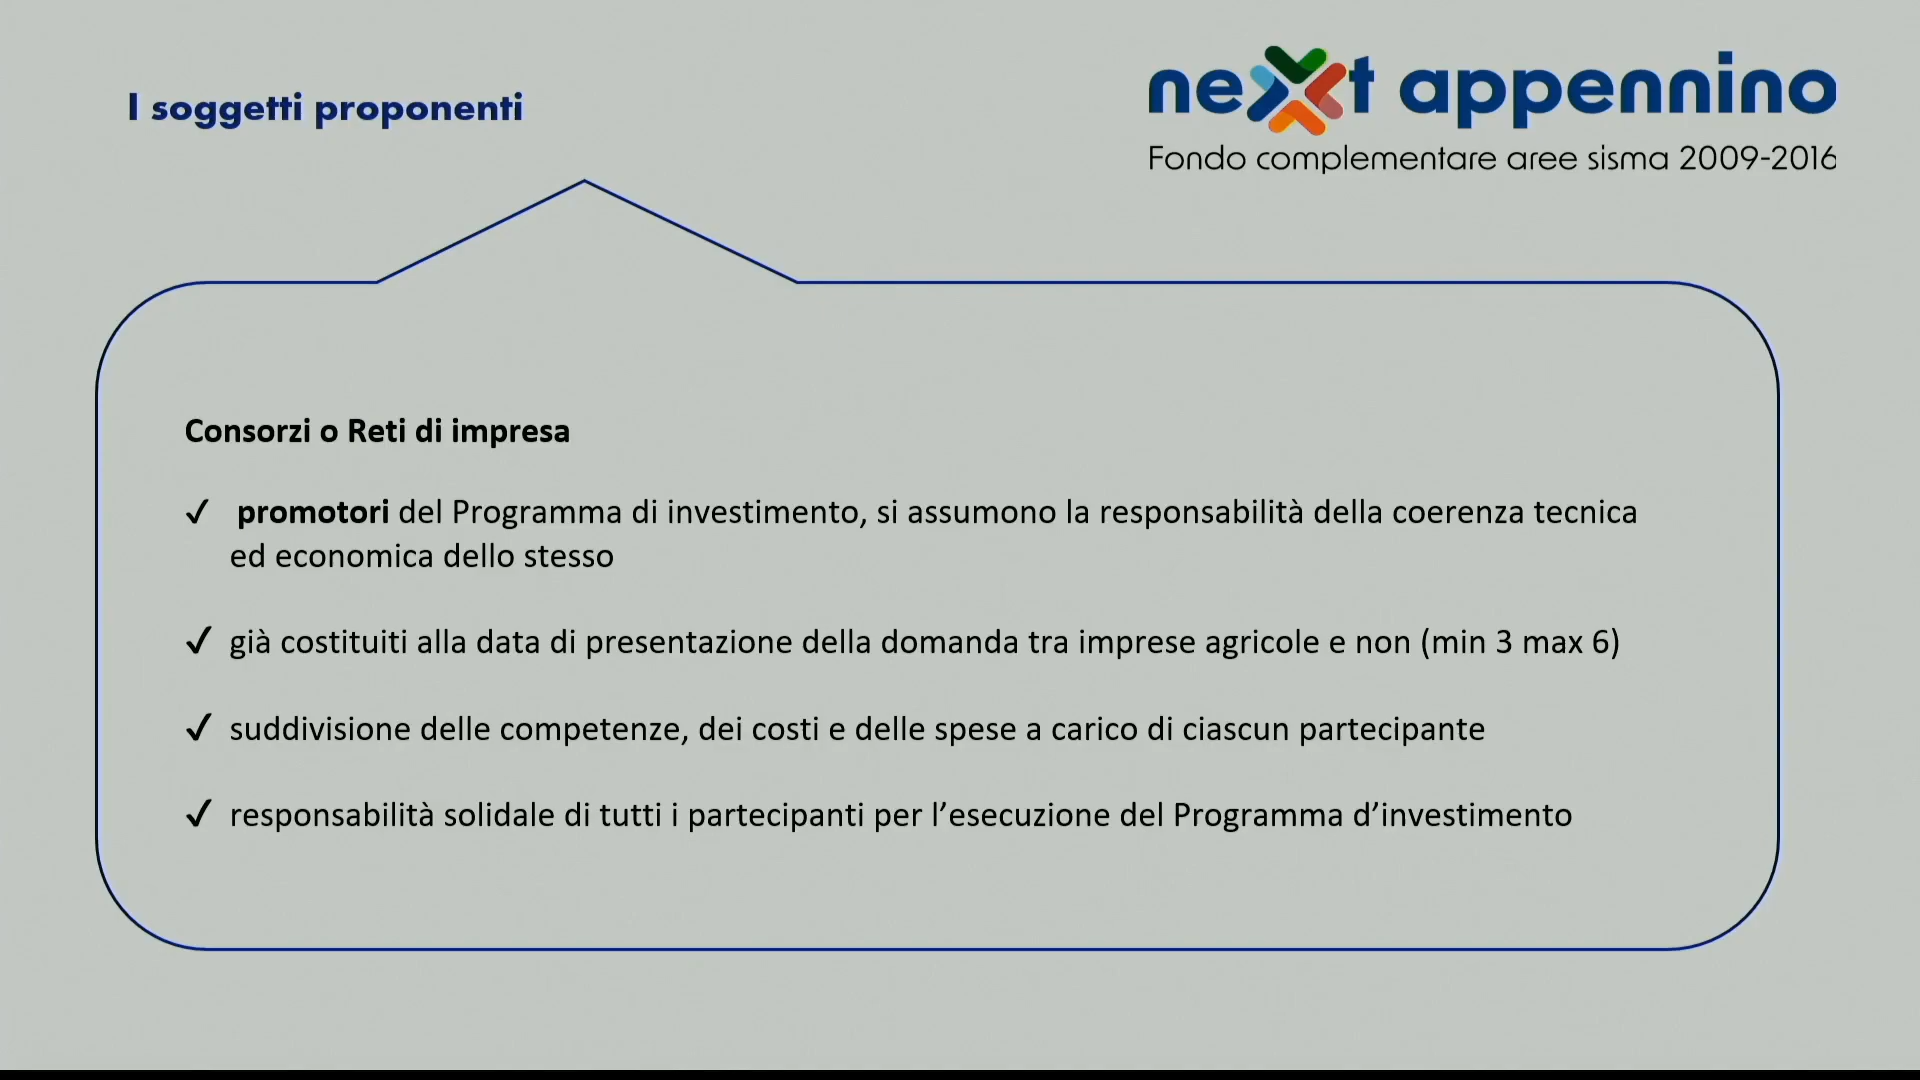 I soggetti proponenti
next appennino
Fondo complementare aree sisma 2009-2016
Consorzi o Reti di impresa
✓ promotori del Programma di investimento, si assumono la responsabilità della coerenza tecnica
ed economica dello stesso
✓ già costituiti alla data di presentazione della domanda tra imprese agricole e non (min 3 max 6)
✓ suddivisione delle competenze, dei costi e delle spese a carico di ciascun partecipante
✓ responsabilità solidale di tutti i partecipanti per l’esecuzione del Programma d’investimento